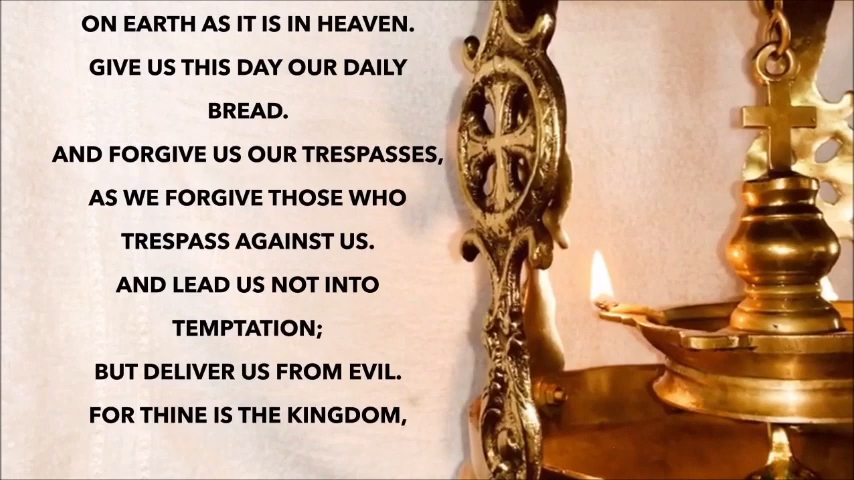 ON EARTH AS IT IS IN HEAVEN.
GIVE US THIS DAY OUR DAILY
BREAD.
AND FORGIVE US OUR TRESPASSES,
AS WE FORGIVE THOSE WHO
TRESPASS AGAINST US.
AND LEAD US NOT INTO
TEMPTATION;
BUT DELIVER US FROM EVIL.
FOR THINE IS THE KINGDOM,